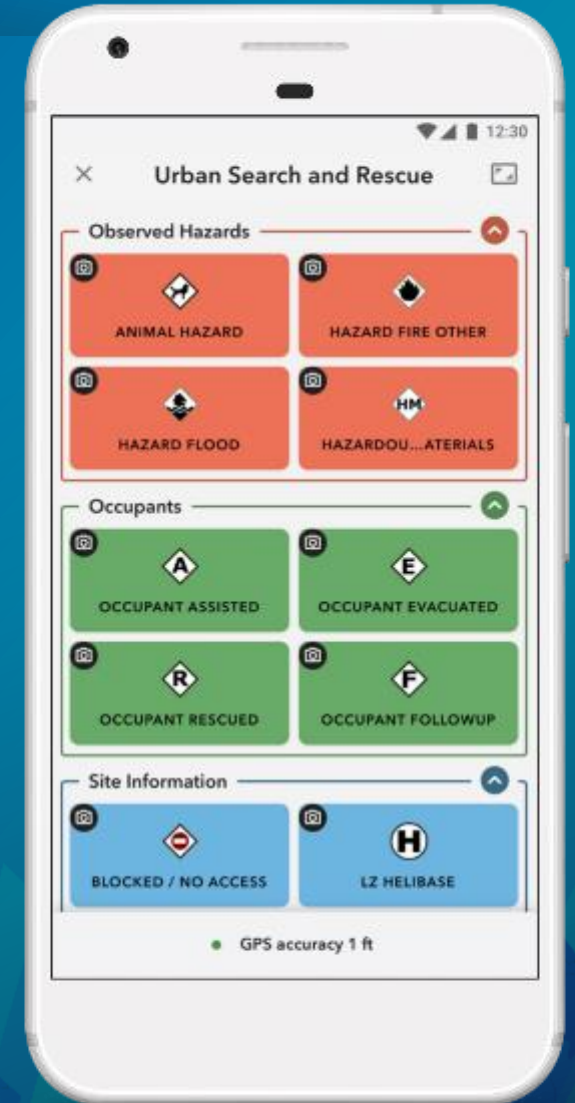 12:30
Urban Search and Rescue
Observed Hazards
ANIMAL HAZARD
HAZARD FIRE OTHER
HM
HAZARD FLOOD
HAZARDOU...ATERIALS
Occupants
A
E
OCCUPANT ASSISTED
OCCUPANT EVACUATED
R
F
OCCUPANT RESCUED
OCCUPANT FOLLOWUP
Site Information
H
BLOCKED / NO ACCESS
LZ HELIBASE
GPS accuracy 1 ft